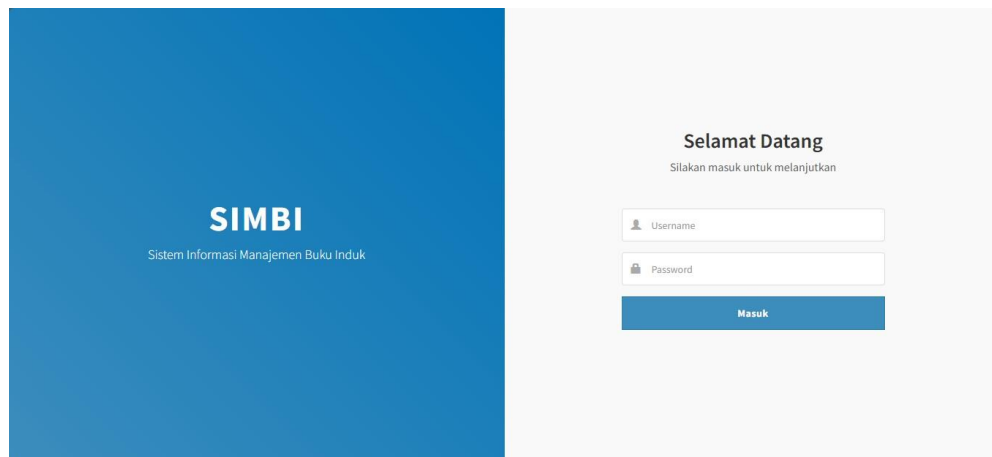 SIMBI
Sistem Informasi Manajemen Buku Induk
Selamat Datang
Silakan masuk untuk melanjutkan
Username
Password
Masuk